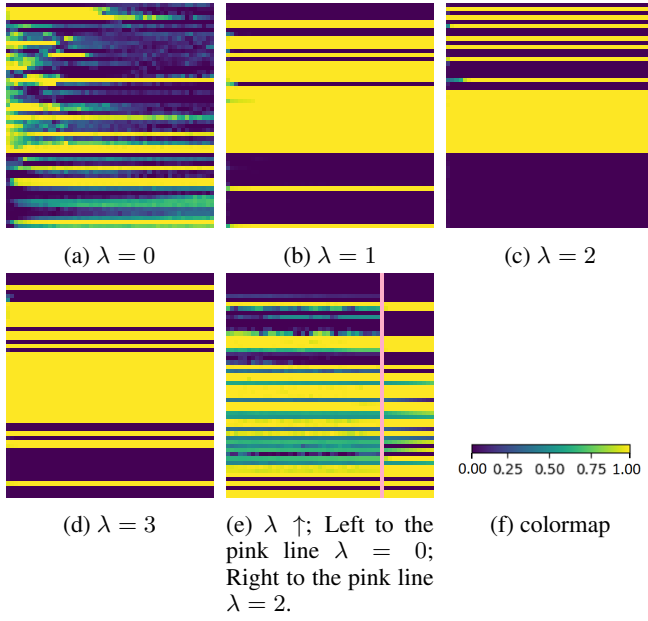 (a) λ = 0
(b) λ = 1
(c) λ = 2
(d) λ = 3
(e) λ ↑; Left to the
pink line λ = 0;
Right to the pink line
λ = 2.
0.00 0.25 0.50 0.75 1.00
(f) colormap